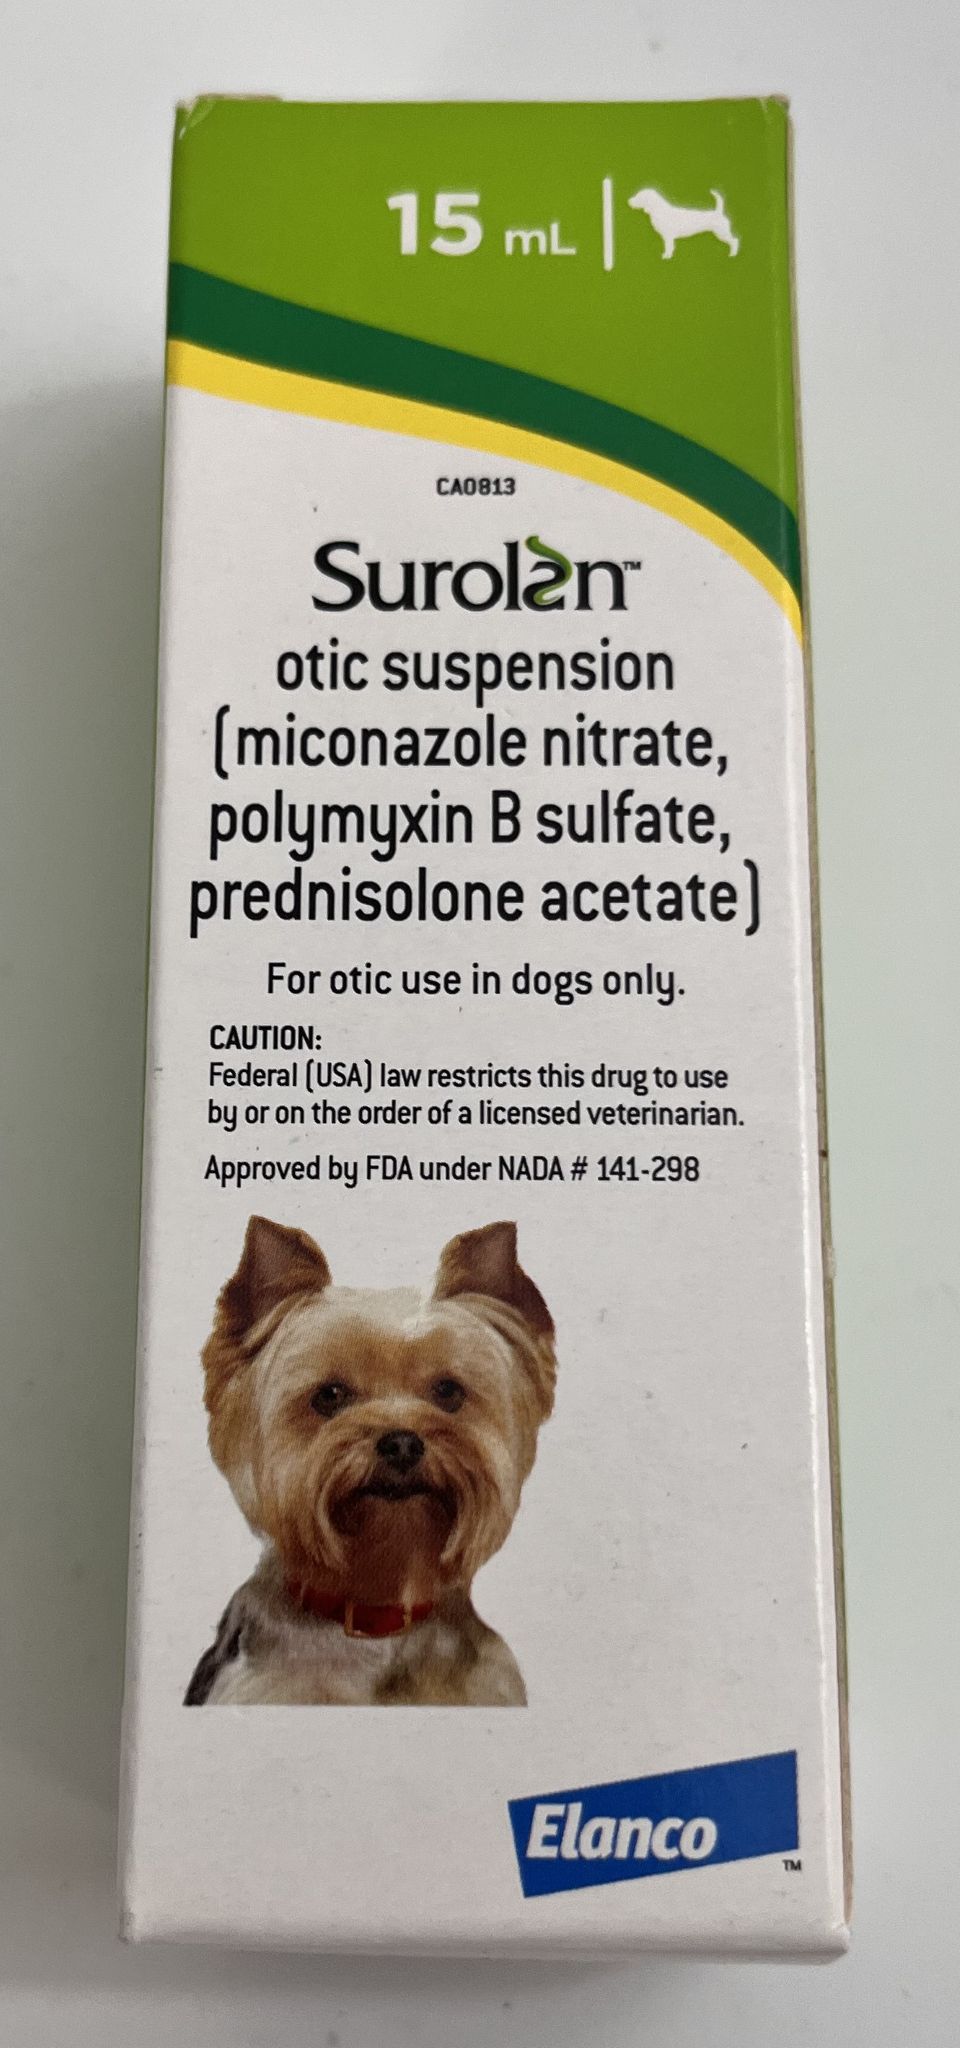 15 mL
CA0813
Surolan™
otic suspension
(miconazole nitrate,
polymyxin B sulfate,
prednisolone acetate)
For otic use in dogs only.
CAUTION:
Federal (USA) law restricts this drug to use
by or on the order of a licensed veterinarian.
Approved by FDA under NADA # 141-298
Elanco™